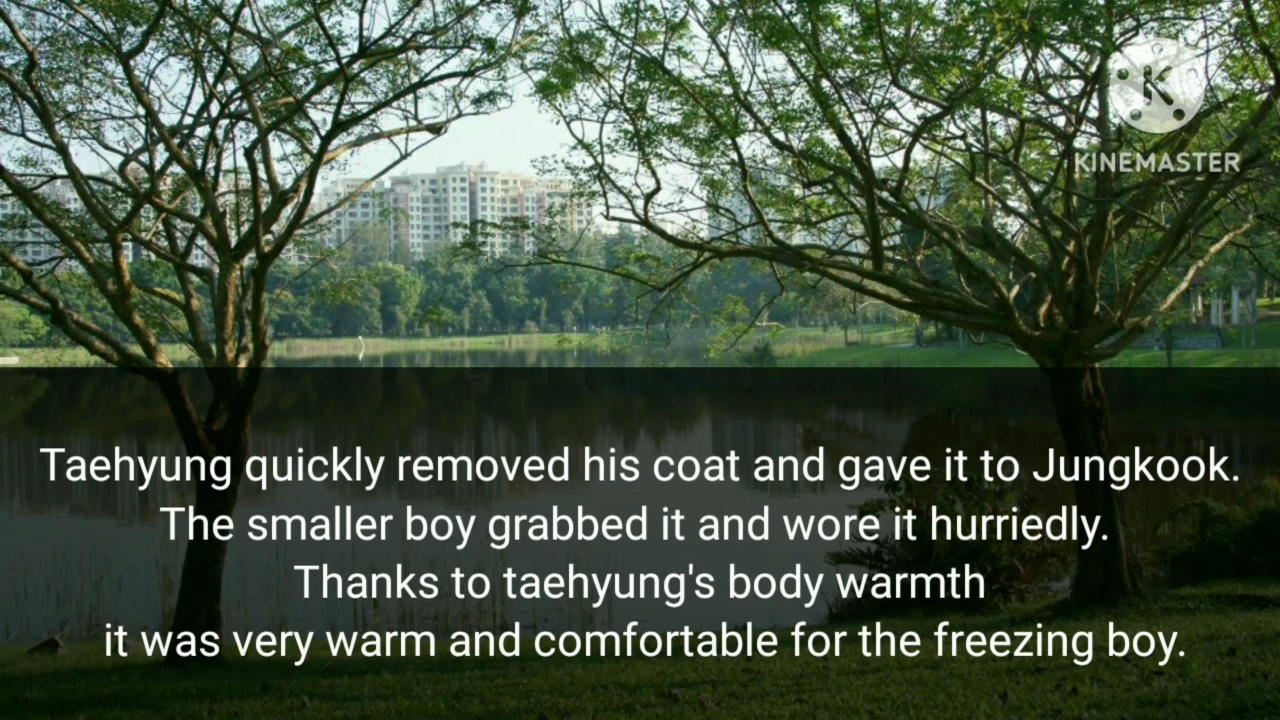 K
KINEMASTER
Taehyung quickly removed his coat and gave it to Jungkook.
The smaller boy grabbed it and wore it hurriedly.
Thanks to taehyung's body warmth
it was very warm and comfortable for the freezing boy.